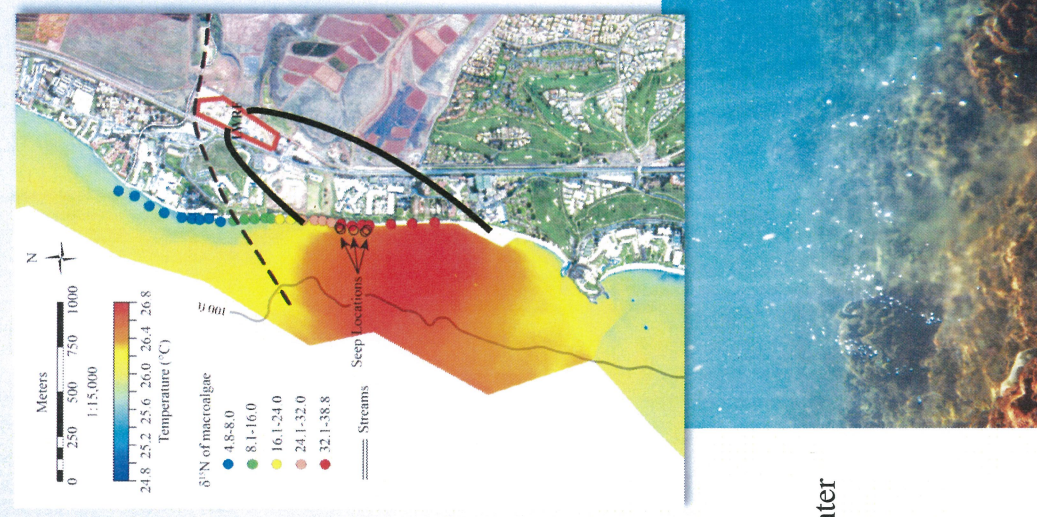 WWRF
N
100 ft
Seep Locations
Meters
0 250 500 750 1000
1:15,000
24.8 25.2 25.6 26.0 26.4 26.8
Temperature (°C)
δ¹⁵N of macroalgae
4.8-8.0
8.1-16.0
16.1-24.0
24.1-32.0
32.1-38.8
Streams
ater